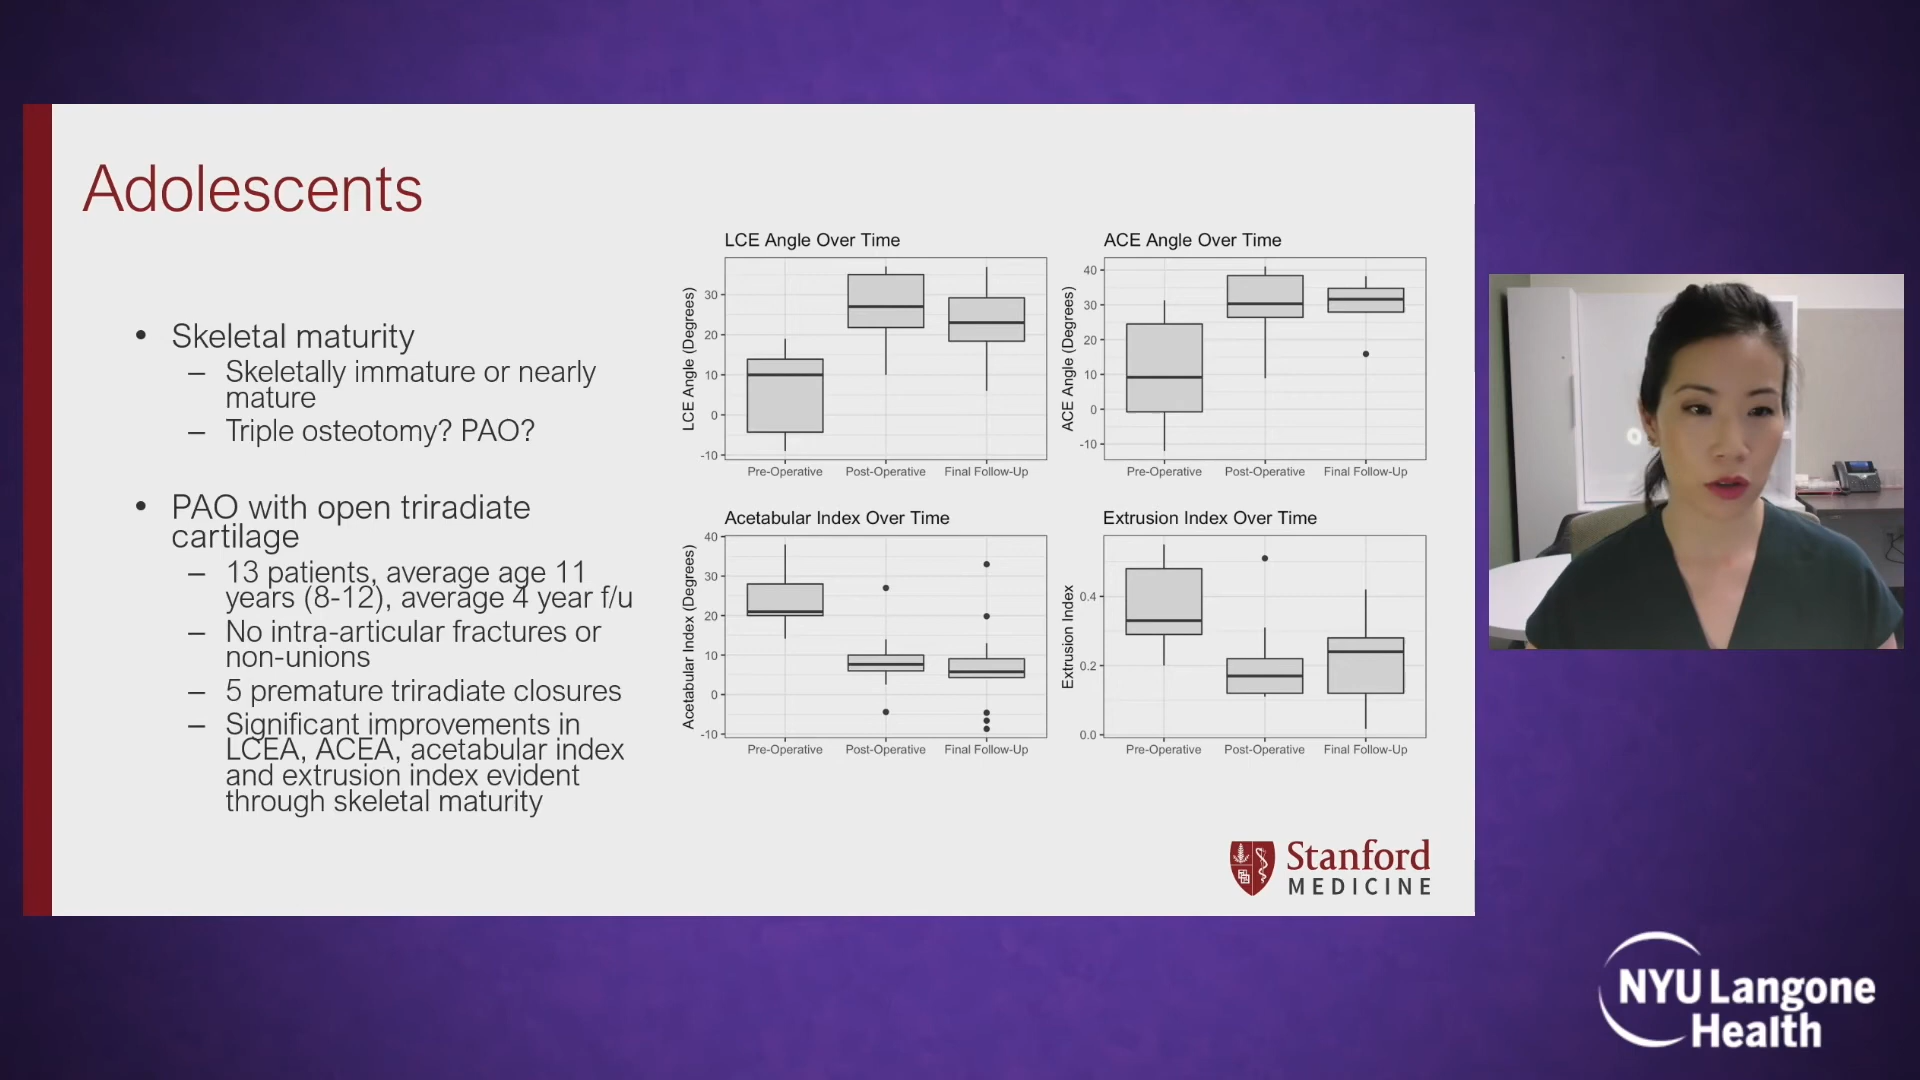 Adolescents
• Skeletal maturity
– Skeletally immature or nearly
mature
– Triple osteotomy? PAO?
• PAO with open triradiate
cartilage
– 13 patients, average age 11
years (8-12), average 4 year f/u
– No intra-articular fractures or
non-unions
– 5 premature triradiate closures
– Significant improvements in
LCEA, ACEA, acetabular index
and extrusion index evident
through skeletal maturity
LCE Angle Over Time
LCE Angle (Degrees)
30
20
10
0
-10
Pre-Operative Post-Operative Final Follow-Up
ACE Angle Over Time
ACE Angle (Degrees)
40
30
20
10
0
-10
Pre-Operative Post-Operative Final Follow-Up
Acetabular Index Over Time
Acetabular Index (Degrees)
40
30
20
10
0
-10
Pre-Operative Post-Operative Final Follow-Up
Extrusion Index Over Time
Extrusion Index
0.4
0.2
0.0
Pre-Operative Post-Operative Final Follow-Up
Stanford
MEDICINE
NYU Langone
Health